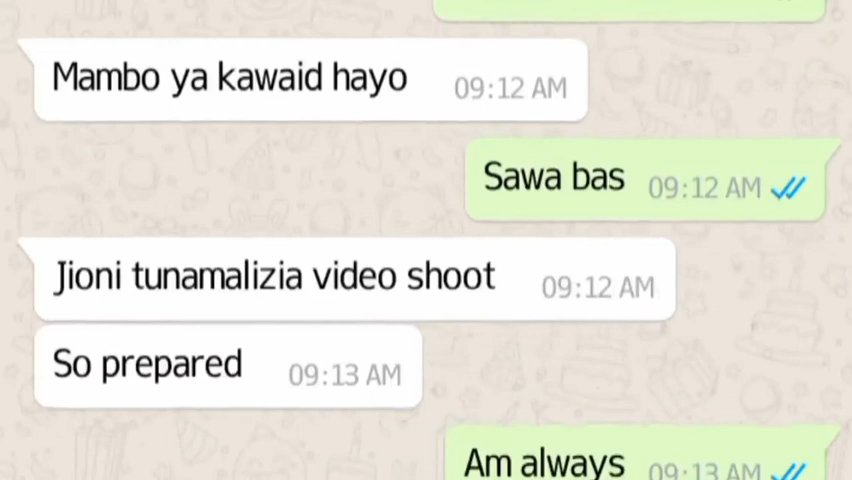 Mambo ya kawaid hayo 09:12 AM
Sawa bas 09:12 AM
Jioni tunamalizia video shoot 09:12 AM
So prepared 09:13 AM
Am always 09:13 AM